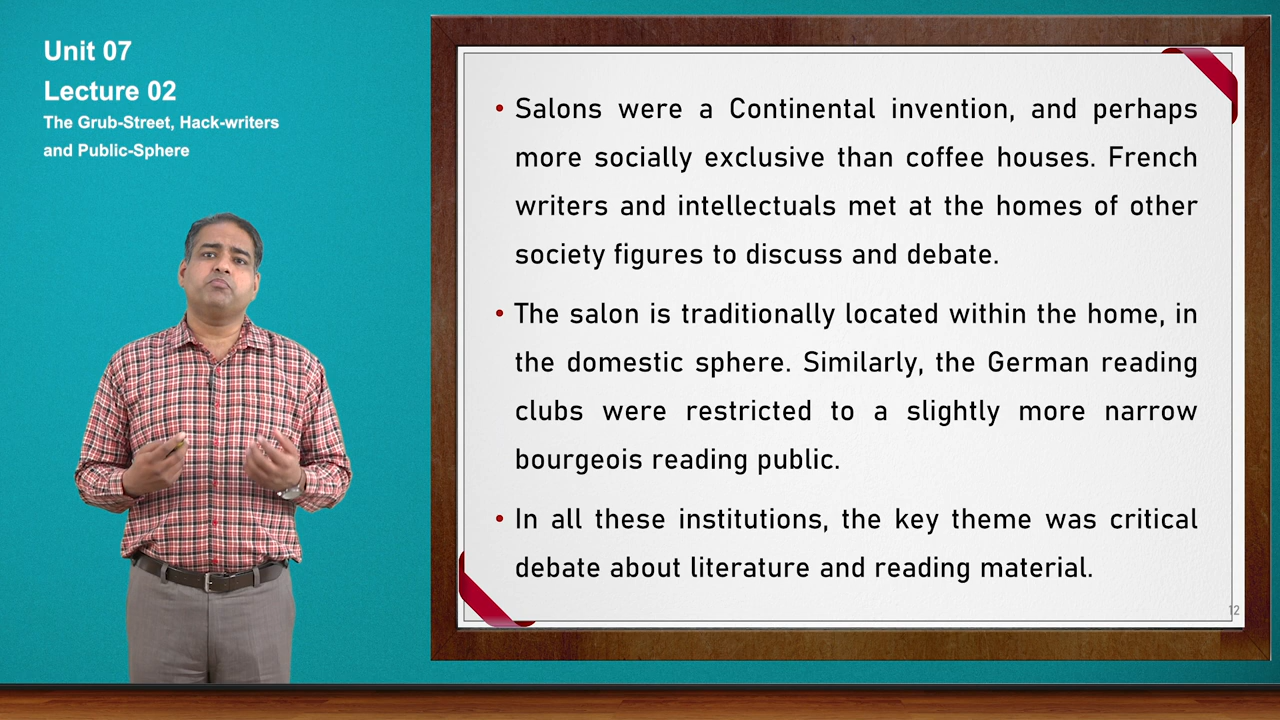 Unit 07
Lecture 02
The Grub-Street, Hack-writers
and Public-Sphere
• Salons were a Continental invention, and perhaps
more socially exclusive than coffee houses. French
writers and intellectuals met at the homes of other
society figures to discuss and debate.
• The salon is traditionally located within the home, in
the domestic sphere. Similarly, the German reading
clubs were restricted to a slightly more narrow
bourgeois reading public.
• In all these institutions, the key theme was critical
debate about literature and reading material.
12